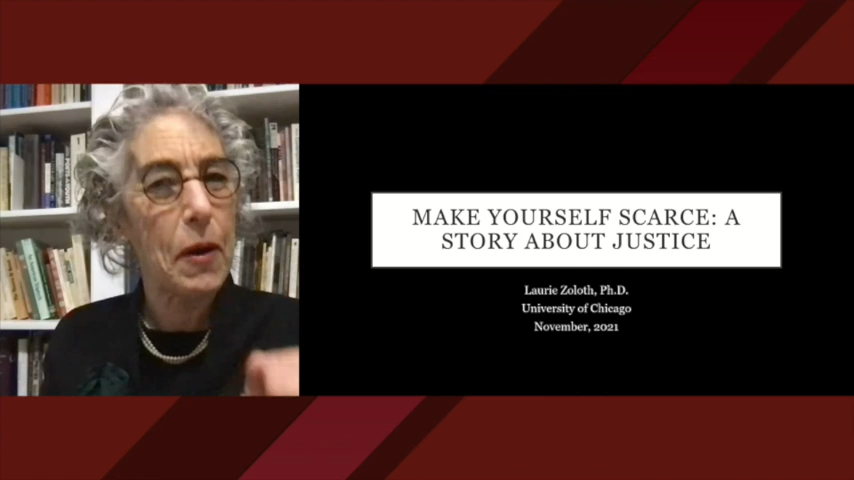 MAKE YOURSELF SCARCE: A
STORY ABOUT JUSTICE
Laurie Zoloth, Ph.D.
University of Chicago
November, 2021